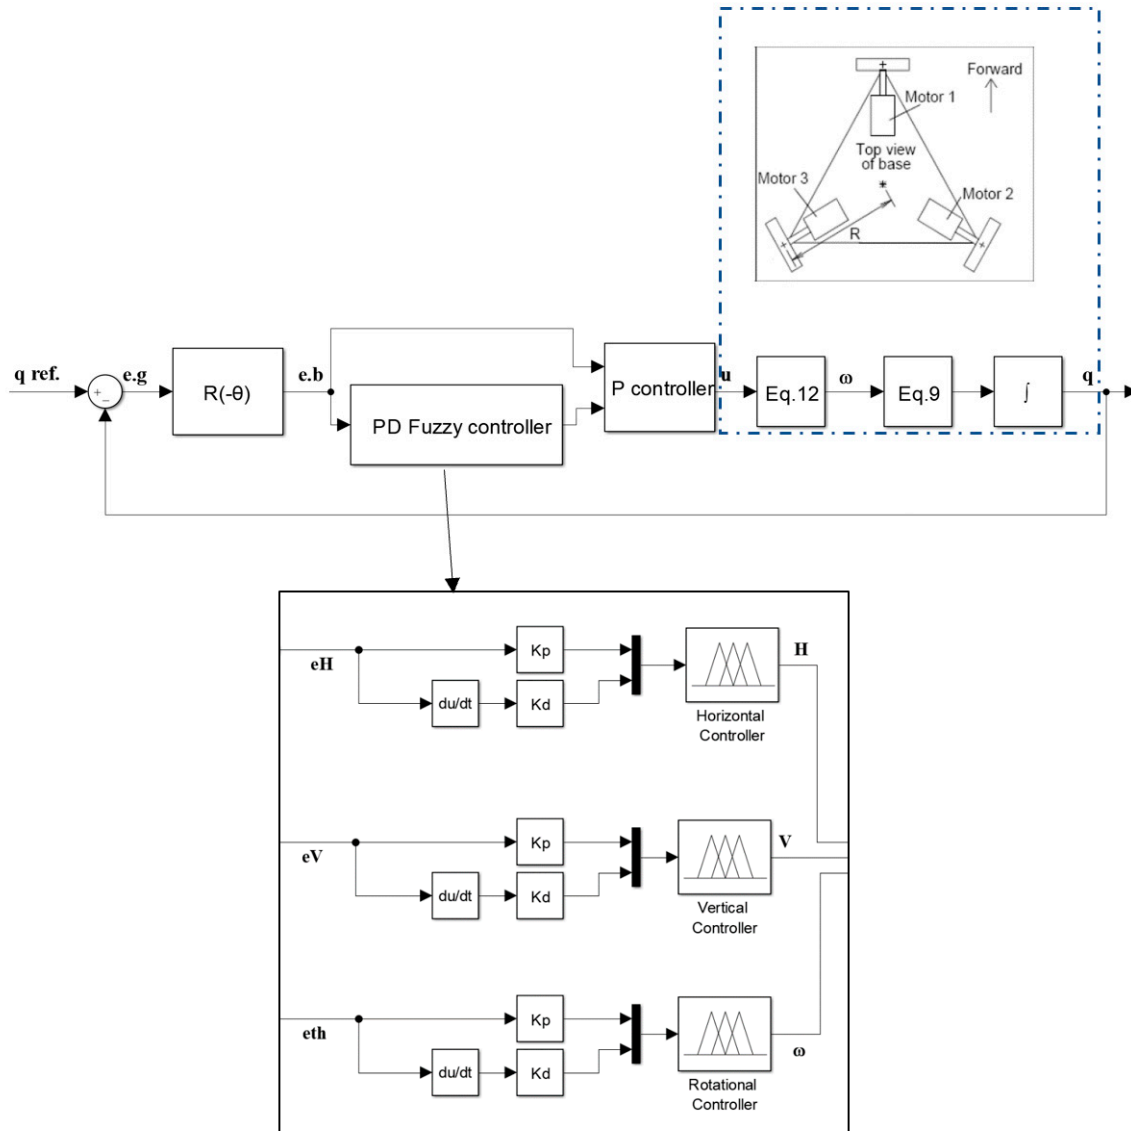 Forward
Motor 1
Top view
of base
Motor 3
Motor 2
R
q ref.
+
-
e.g
R(-θ)
e.b
PD Fuzzy controller
P controller
u
Eq.12
ω
Eq.9
∫
q
eH
Kp
du/dt
Kd
H
Horizontal
Controller
eV
Kp
du/dt
Kd
V
Vertical
Controller
eth
Kp
du/dt
Kd
ω
Rotational
Controller